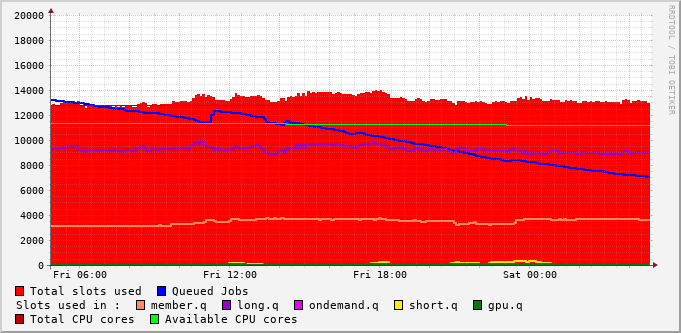 RRDTOOL / TOBI OETIKER
20000
18000
16000
14000
12000
10000
8000
6000
4000
2000
0
Fri 06:00 Fri 12:00 Fri 18:00 Sat 00:00
Total slots used Queued Jobs
Slots used in : member.q long.q ondemand.q short.q gpu.q
Total CPU cores Available CPU cores